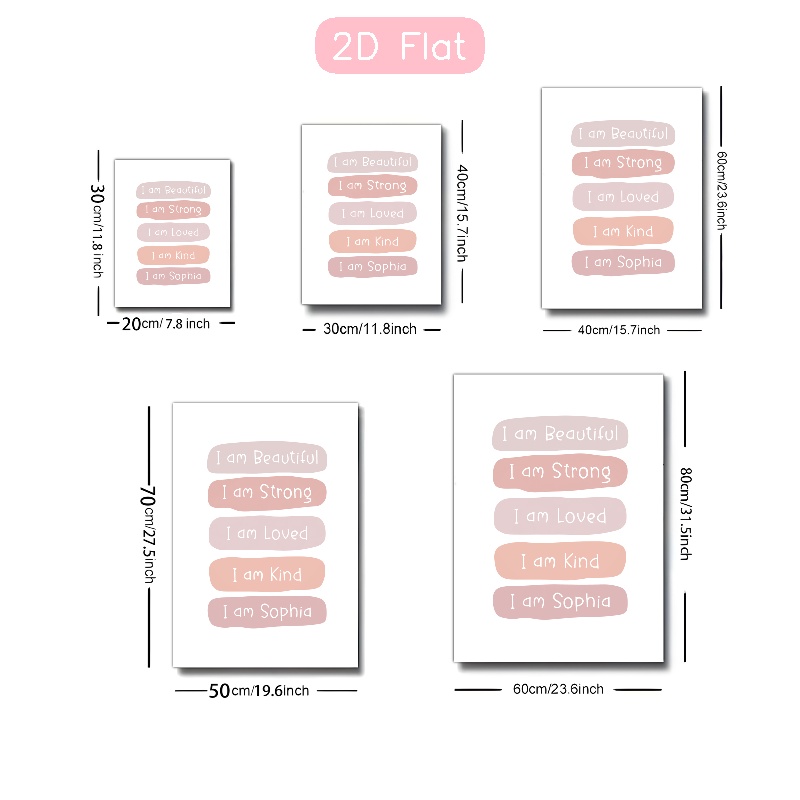 2D Flat
I am Beautiful
I am Strong
I am Loved
I am Kind
I am Sophia
30cm/11.8 inch
20cm/ 7.8 inch
I am Beautiful
I am Strong
I am Loved
I am Kind
I am Sophia
40cm/15.7inch
30cm/11.8inch
I am Beautiful
I am Strong
I am Loved
I am Kind
I am Sophia
60cm/23.6inch
40cm/15.7inch
70cm/27.5inch
I am Beautiful
I am Strong
I am Loved
I am Kind
I am Sophia
50cm/19.6inch
I am Beautiful
I am Strong
I am Loved
I am Kind
I am Sophia
80cm/31.5inch
60cm/23.6inch